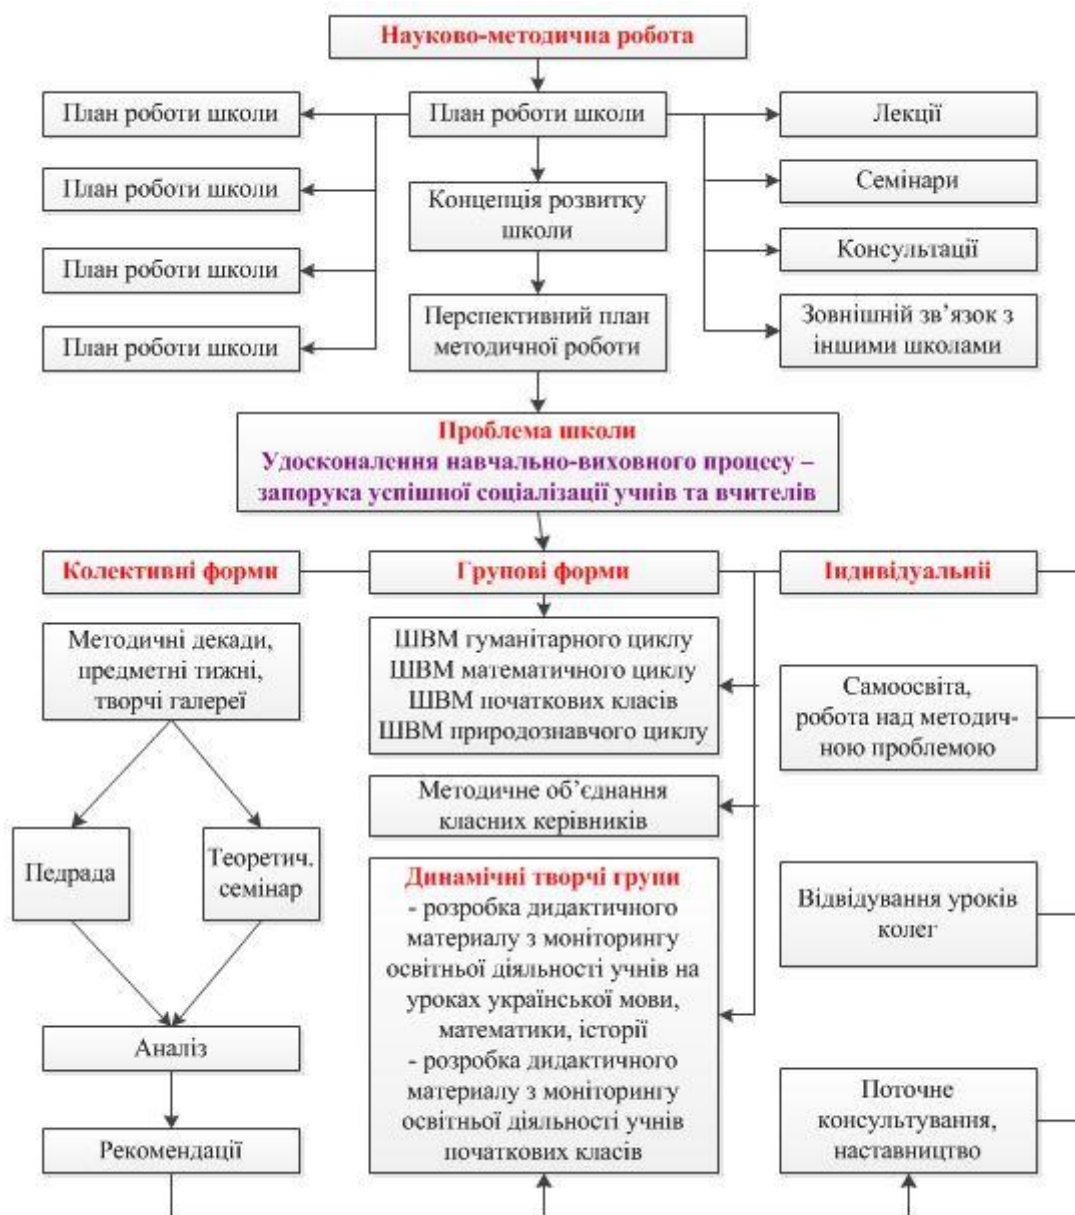 Науково-методична робота
План роботи школи
План роботи школи
Лекції
План роботи школи
Концепція розвитку
школи
Семінари
План роботи школи
Консультації
План роботи школи
Перспективний план
методичної роботи
Зовнішній зв’язок з
іншими школами
Проблема школи
Удосконалення навчально-виховного процесу –
запорука успішної соціалізації учнів та вчителів
Колективні форми
Групові форми
Індивідуальніі
Методичні декади,
предметні тижні,
творчі галереї
Педрада
Теоретич.
семінар
Аналіз
Рекомендації
ШВМ гуманітарного циклу
ШВМ математичного циклу
ШВМ початкових класів
ШВМ природознавчого циклу
Методичне об’єднання
класних керівників
Динамічні творчі групи
- розробка дидактичного
материалу з моніторингу
освітньої діяльності учнів на
уроках української мови,
математики, історії
- розробка дидактичного
материалу з моніторингу
освітньої діяльності учнів
початкових класів
Самоосвіта,
робота над методич-
ною проблемою
Відвідування уроків
колег
Поточне
консультування,
наставництво